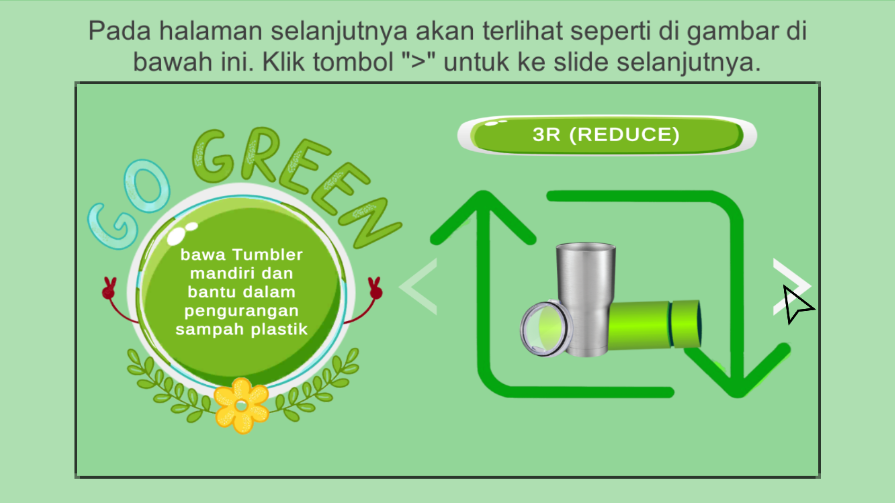 Pada halaman selanjutnya akan terlihat seperti di gambar di
bawah ini. Klik tombol ">" untuk ke slide selanjutnya.
GO GREEN
bawa Tumbler
mandiri dan
bantu dalam
pengurangan
sampah plastik
3R (REDUCE)